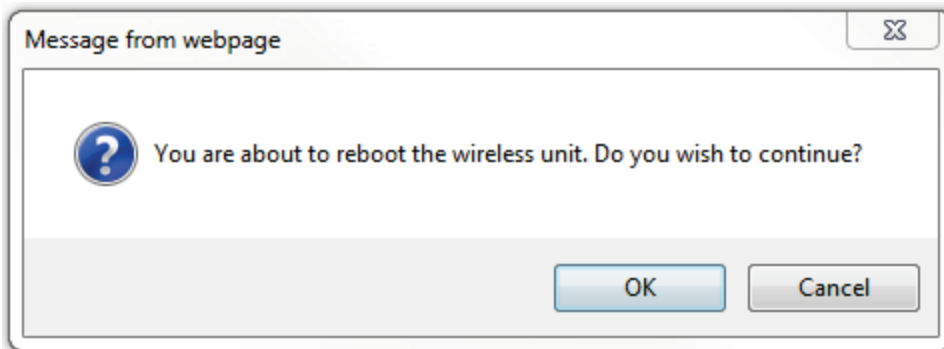 Message from webpage
You are about to reboot the wireless unit. Do you wish to continue?
OK
Cancel